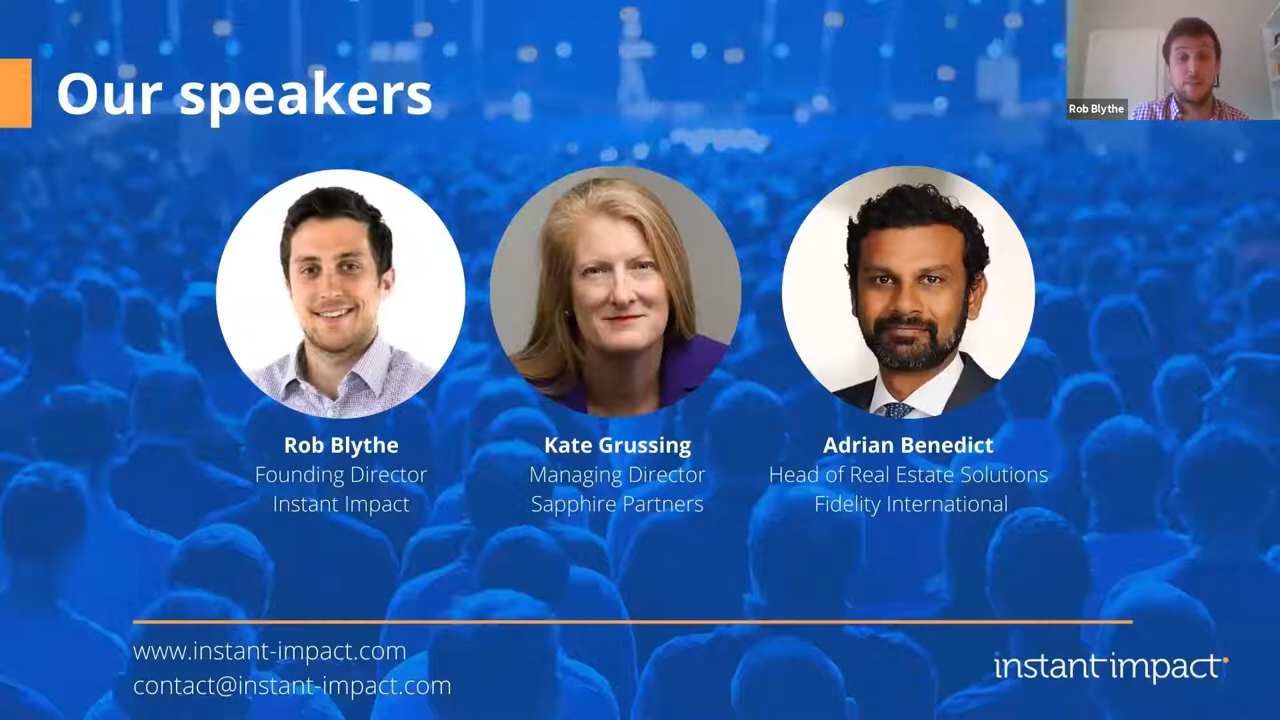 Our speakers
Rob Blythe
Rob Blythe
Founding Director
Instant Impact
Kate Grussing
Managing Director
Sapphire Partners
Adrian Benedict
Head of Real Estate Solutions
Fidelity International
www.instant-impact.com
contact@instant-impact.com
instant impact